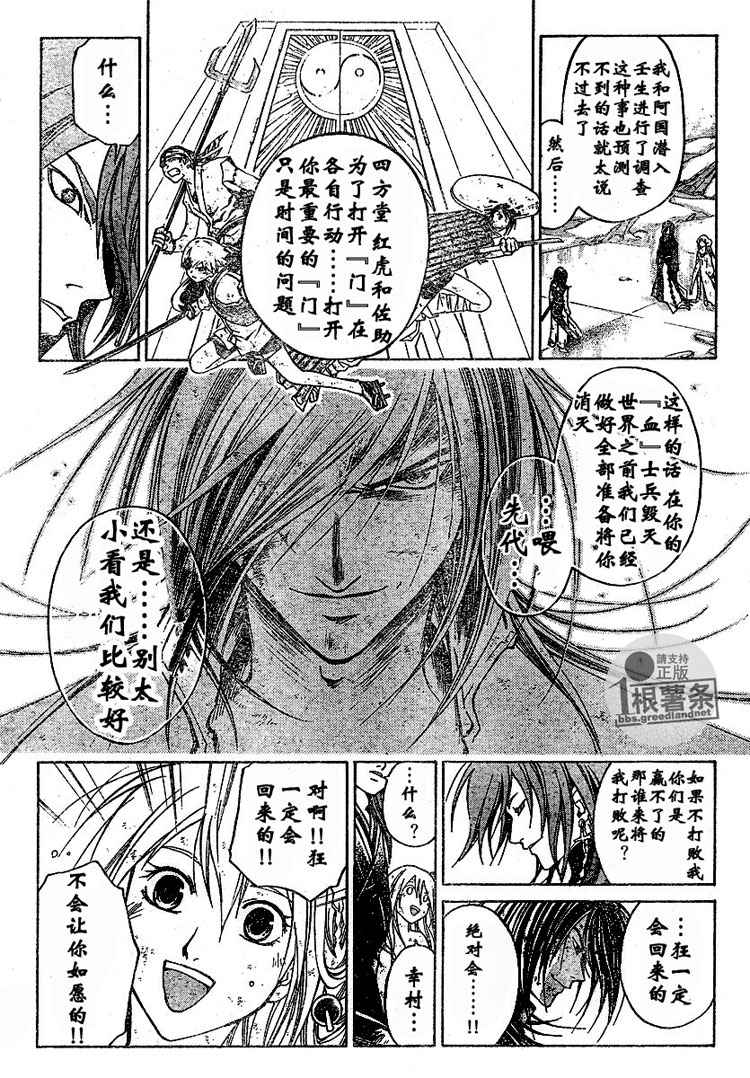 我和阿国潜入
壬生进行了调查
这种事也预测
不到的话就太说
不过去了
然后……
四方堂 红虎和佐助
为了打开『门』在
各自行动……打开
你最重要的『门』
只是时间的问题
什么…
这样的话 在你的
『血』士兵毁灭
世界之前我们已经
做好全部准备将你
消灭
…喂
先代…
还是……别太
小看我们比较好
如果不打败我
你们是
赢不了的
那谁来将
我打败呢?
…狂一定
会回来的
绝对会……!!
…什么?
幸村…
对啊!!狂
一定会
回来的!!
不会让你
如愿的!!
請支持
正版
1根薯条
bbs.greedland.net